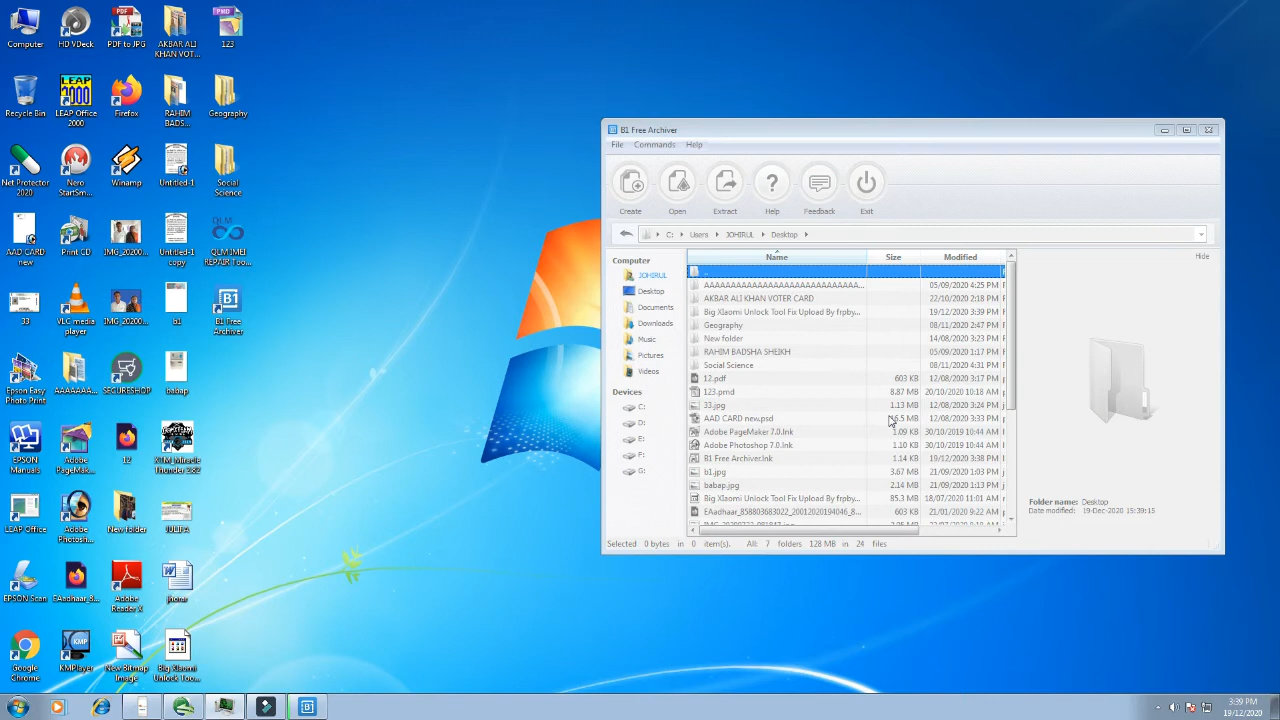 Computer
HD VDeck
PDF to JPG
AKBAR ALI
KHAN VOT...
123
Recycle Bin
LEAP Office
2000
Firefox
RAHIM
BADS...
Geography
Net Protector
2020
Nero
StartSm...
Winamp
Untitled-1
Social
Science
AAD CARD
new
Print CD
IMG_20200...
Untitled-1
copy
QLM IMEI
REPAIR Too...
33
VLC media
player
IMG_20200...
b1
B1 Free
Archiver
Epson Easy
Photo Print
AAAAAAA...
SECURESHOP
babap
EPSON
Manuals
Adobe
PageMak...
12
XTM_Miracle
Thunder 2.82
LEAP Office
Adobe
Photosh...
New folder
JULIFA
EPSON Scan
EAadhaar_8...
Adobe
Reader X
Jhorar
Google
Chrome
KMPlayer
New Bitmap
Image
Big Xiaomi
Unlock Too...
B1 Free Archiver
File Commands Help
Create Open Extract Help Feedback Exit
C: Users JOHIRUL Desktop
Computer
JOHIRUL
Desktop
Documents
Downloads
Music
Pictures
Videos
Devices
C:
D:
E:
F:
G:
Name Size Modified
..
AAAAAAAAAAAAAAAAAAAAAAAAAAAAA... 05/09/2020 4:25 PM
AKBAR ALI KHAN VOTER CARD 22/10/2020 2:18 PM
Big XIaomi Unlock Tool Fix Upload By frpby... 19/12/2020 3:39 PM
Geography 08/11/2020 2:47 PM
New folder 14/08/2020 3:23 PM
RAHIM BADSHA SHEIKH 05/09/2020 1:17 PM
Social Science 08/11/2020 4:31 PM
12.pdf 603 KB 12/08/2020 3:17 PM
123.pmd 8.87 MB 20/10/2020 10:18 AM
33.jpg 1.13 MB 12/08/2020 3:24 PM
AAD CARD new.psd 6.5 MB 12/08/2020 3:33 PM
Adobe PageMaker 7.0.lnk 1.09 KB 30/10/2019 10:44 AM
Adobe Photoshop 7.0.lnk 1.10 KB 30/10/2019 10:44 AM
B1 Free Archiver.lnk 1.14 KB 19/12/2020 3:38 PM
b1.jpg 3.67 MB 21/09/2020 1:03 PM
babap.jpg 2.14 MB 21/09/2020 1:13 PM
Big XIaomi Unlock Tool Fix Upload By frpby... 85.3 MB 18/07/2020 11:01 AM
EAadhaar_858803683022_20012020194046_8... 603 KB 21/01/2020 9:22 AM
Hide
Folder name: Desktop
Date modified: 19-Dec-2020 15:39:15
Selected 0 bytes in 0 item(s). All: 7 folders 128 MB in 24 files
3:39 PM
19/12/2020